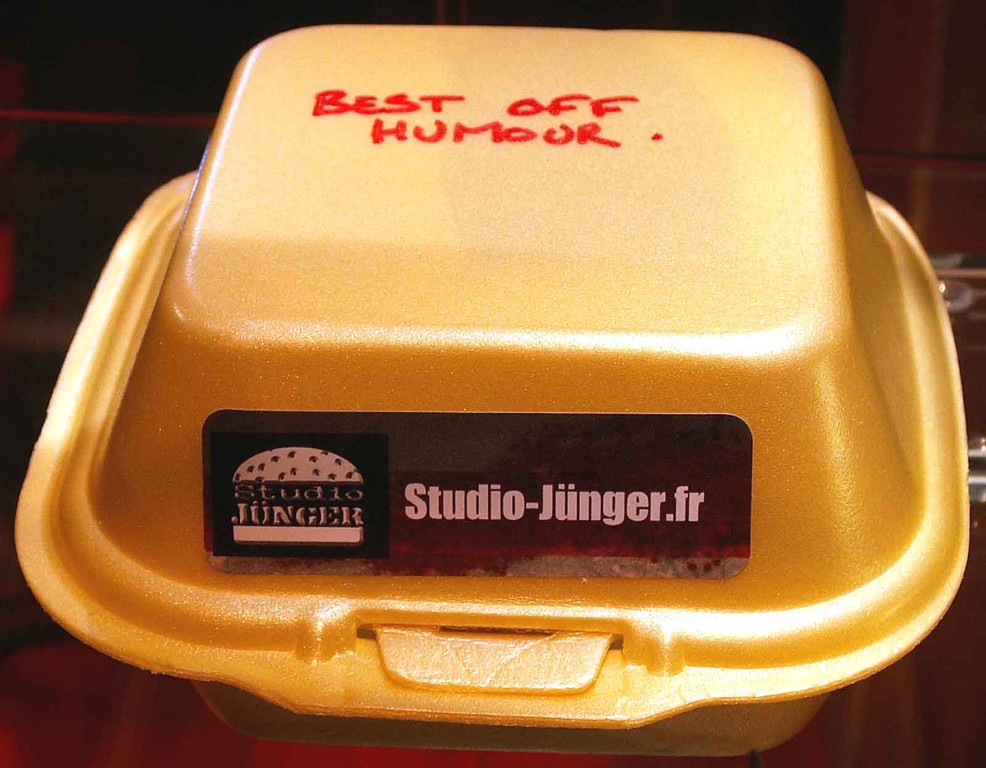 BEST OFF
HUMOUR.
Studio
JÜNGER
Studio-Jünger.fr